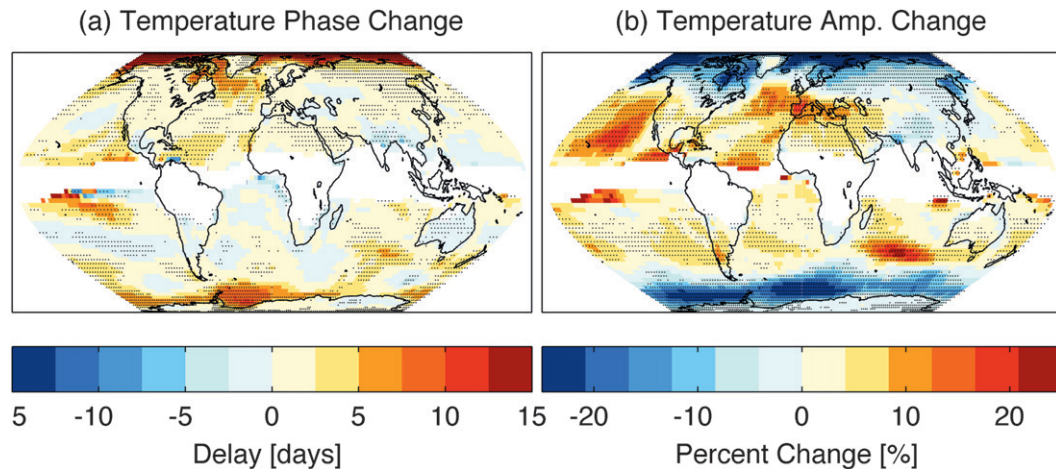 (a) Temperature Phase Change
(b) Temperature Amp. Change
5 -10 -5 0 5 10 15
-20 -10 0 10 20
Delay [days]
Percent Change [%]